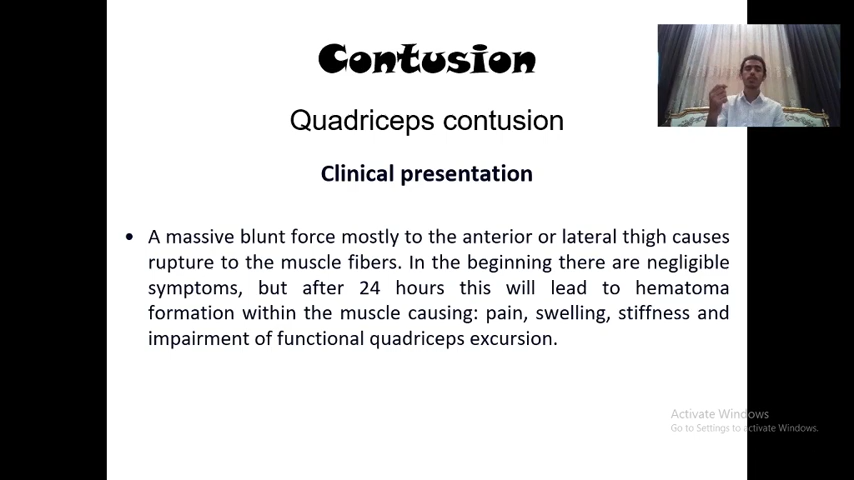 Contusion
Quadriceps contusion
Clinical presentation
• A massive blunt force mostly to the anterior or lateral thigh causes
rupture to the muscle fibers. In the beginning there are negligible
symptoms, but after 24 hours this will lead to hematoma
formation within the muscle causing: pain, swelling, stiffness and
impairment of functional quadriceps excursion.
Activate Windows
Go to Settings to activate Windows.